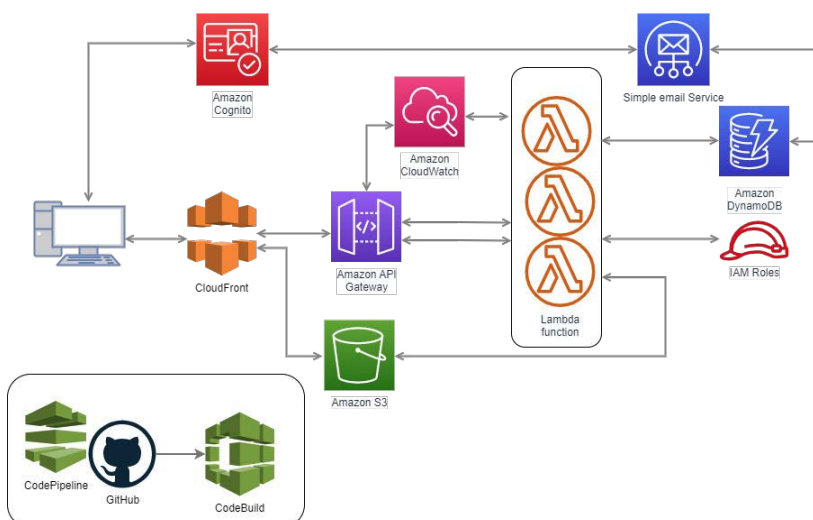 Amazon
Cognito
Simple email Service
Amazon
CloudWatch
Amazon
DynamoDB
CloudFront
Amazon API
Gateway
IAM Roles
Lambda
function
Amazon S3
CodePipeline
GitHub
CodeBuild